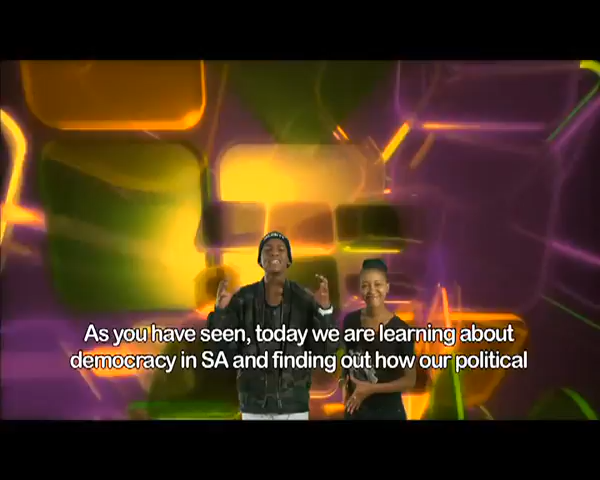 As you have seen, today we are learning about
democracy in SA and finding out how our political